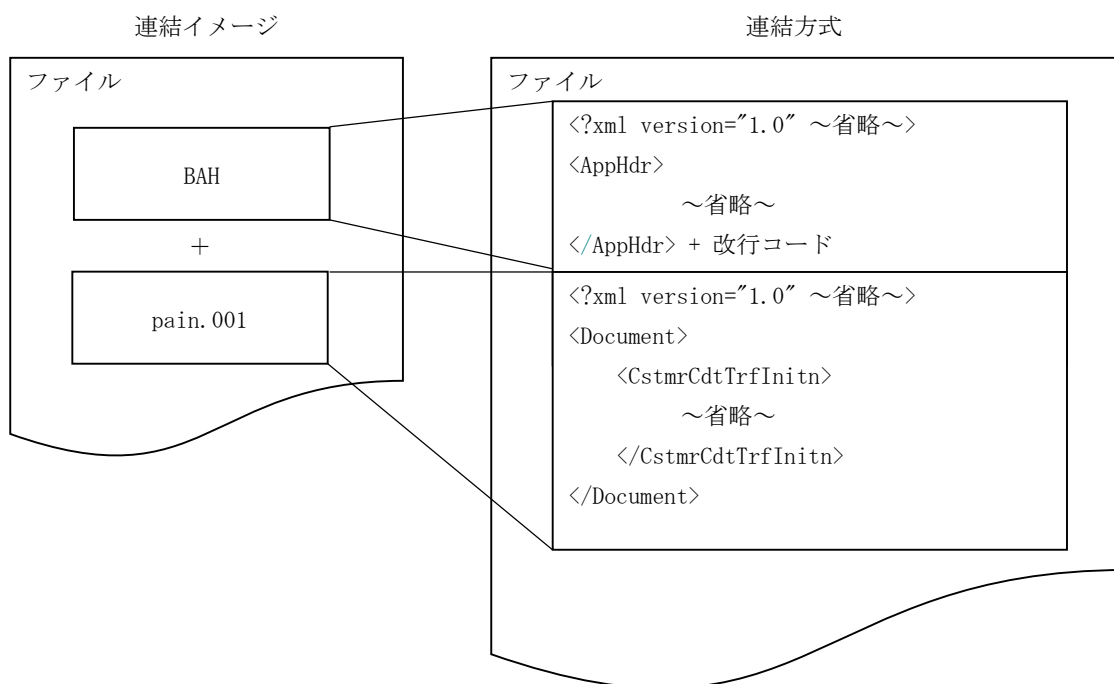 連結イメージ
連結方式
ファイル
BAH
+
pain.001
ファイル
<?xml version="1.0" ～省略～>
<AppHdr>
～省略～
</AppHdr> + 改行コード
<?xml version="1.0" ～省略～>
<Document>
<CstmrCdtTrfInitn>
～省略～
</CstmrCdtTrfInitn>
</Document>